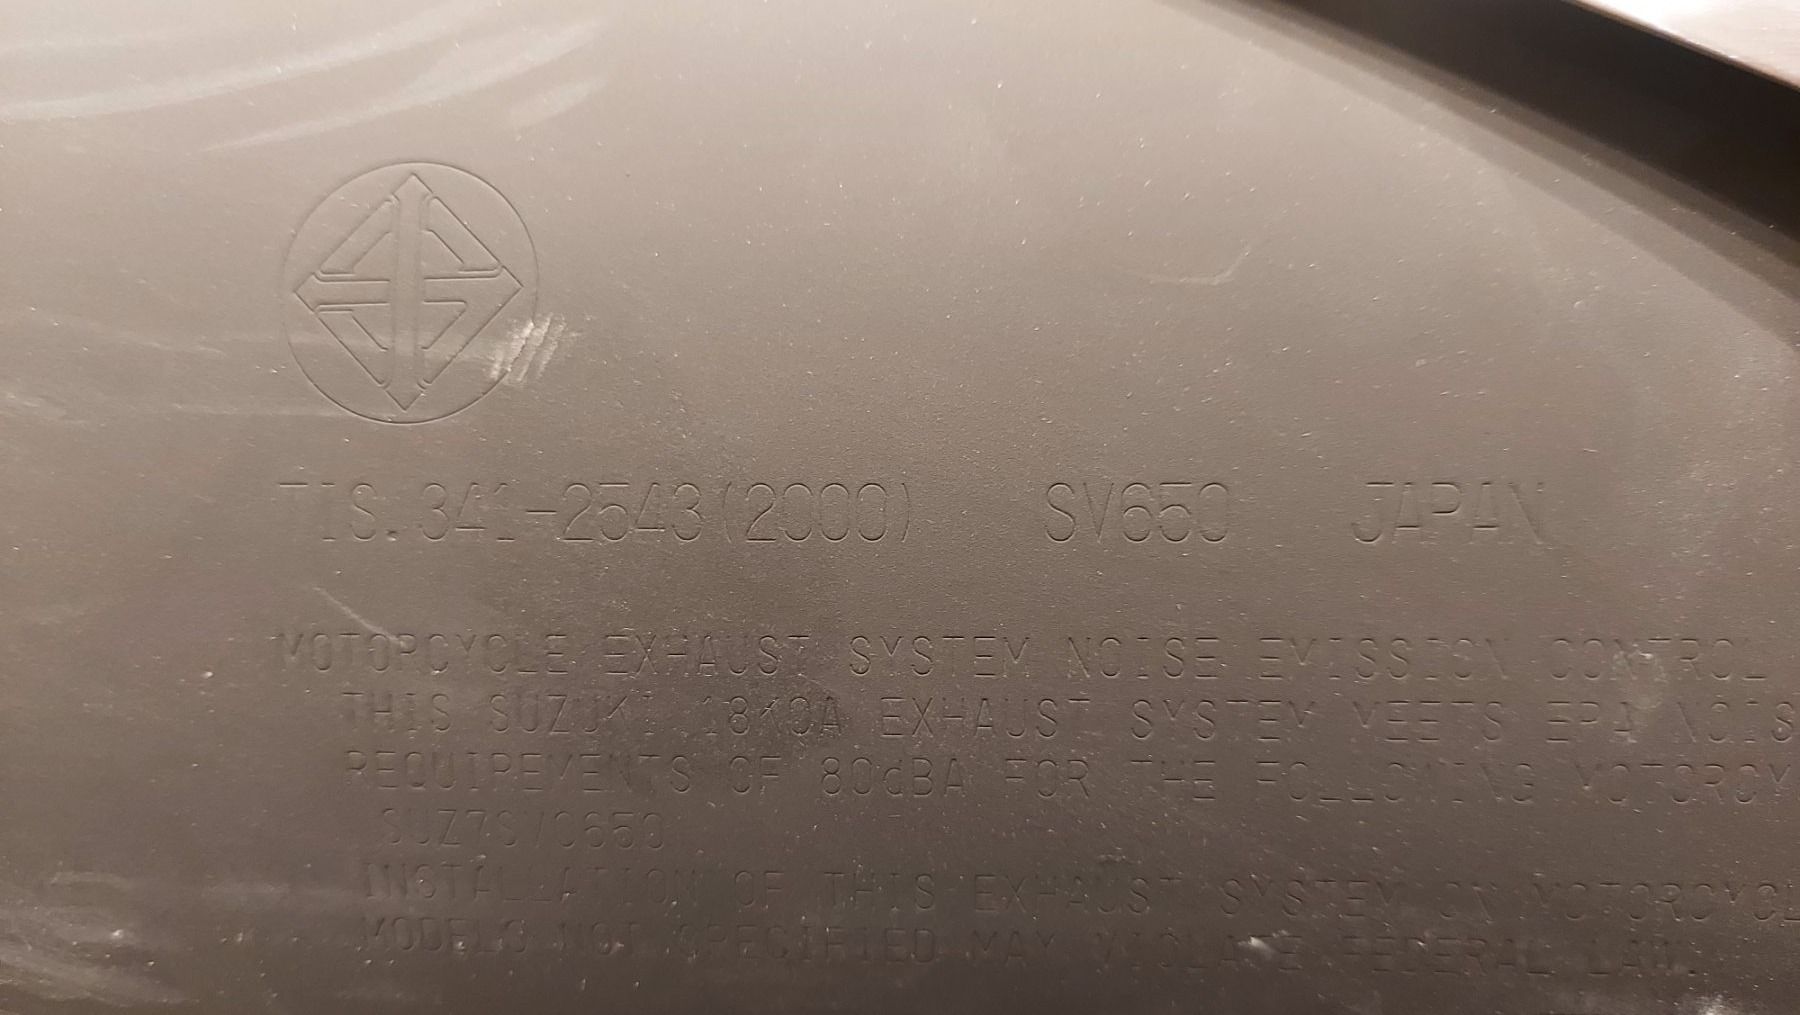 TIS.341-2543(2000) SV650 JAPAN
MOTORCYCLE EXHAUST SYSTEM NOISE EMISSION CONTROL
THIS SUZUKI 18K0A EXHAUST SYSTEM MEETS EPA NOIS
REQUIREMENTS OF 80dBA FOR THE FOLLOWING MOTORCY
SUZ7SV0650
INSTALLATION OF THIS EXHAUST SYSTEM ON MOTORCYCL
MODELS NOT SPECIFIED MAY VIOLATE FEDERAL LAW.